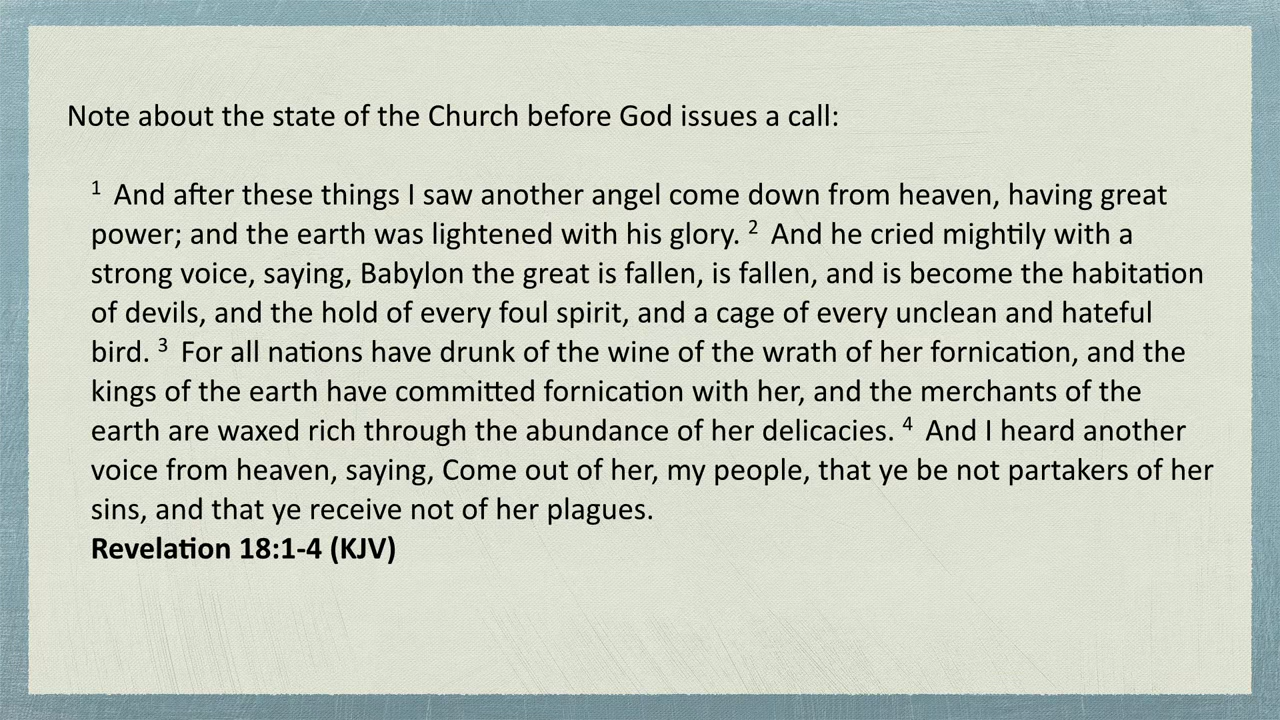 Note about the state of the Church before God issues a call:
1 And after these things I saw another angel come down from heaven, having great
power; and the earth was lightened with his glory. 2 And he cried mightily with a
strong voice, saying, Babylon the great is fallen, is fallen, and is become the habitation
of devils, and the hold of every foul spirit, and a cage of every unclean and hateful
bird. 3 For all nations have drunk of the wine of the wrath of her fornication, and the
kings of the earth have committed fornication with her, and the merchants of the
earth are waxed rich through the abundance of her delicacies. 4 And I heard another
voice from heaven, saying, Come out of her, my people, that ye be not partakers of her
sins, and that ye receive not of her plagues.
Revelation 18:1-4 (KJV)